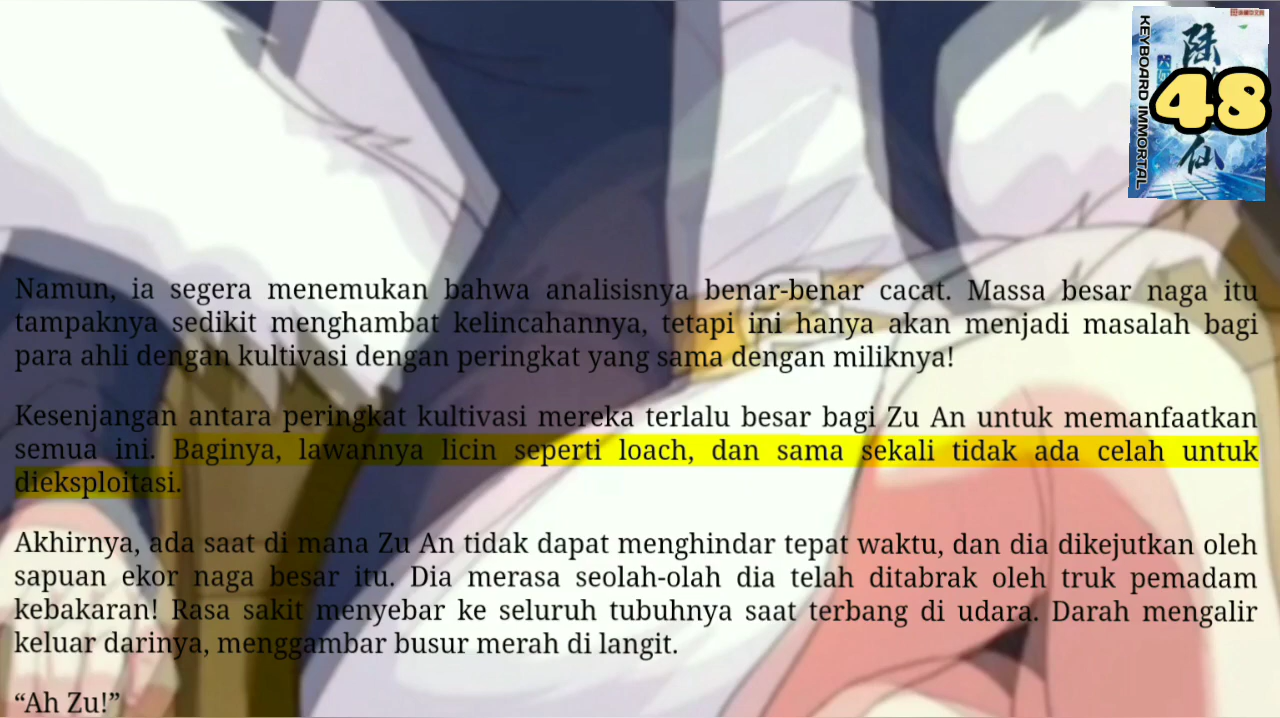 KEYBOARD IMMORTAL
48
Namun, ia segera menemukan bahwa analisisnya benar-benar cacat. Massa besar naga itu
tampaknya sedikit menghambat kelincahannya, tetapi ini hanya akan menjadi masalah bagi
para ahli dengan kultivasi dengan peringkat yang sama dengan miliknya!
Kesenjangan antara peringkat kultivasi mereka terlalu besar bagi Zu An untuk memanfaatkan
semua ini. Baginya, lawannya licin seperti loach, dan sama sekali tidak ada celah untuk
dieksploitasi.
Akhirnya, ada saat di mana Zu An tidak dapat menghindar tepat waktu, dan dia dikejutkan oleh
sapuan ekor naga besar itu. Dia merasa seolah-olah dia telah ditabrak oleh truk pemadam
kebakaran! Rasa sakit menyebar ke seluruh tubuhnya saat terbang di udara. Darah mengalir
keluar darinya, menggambar busur merah di langit.
“Ah Zu!”